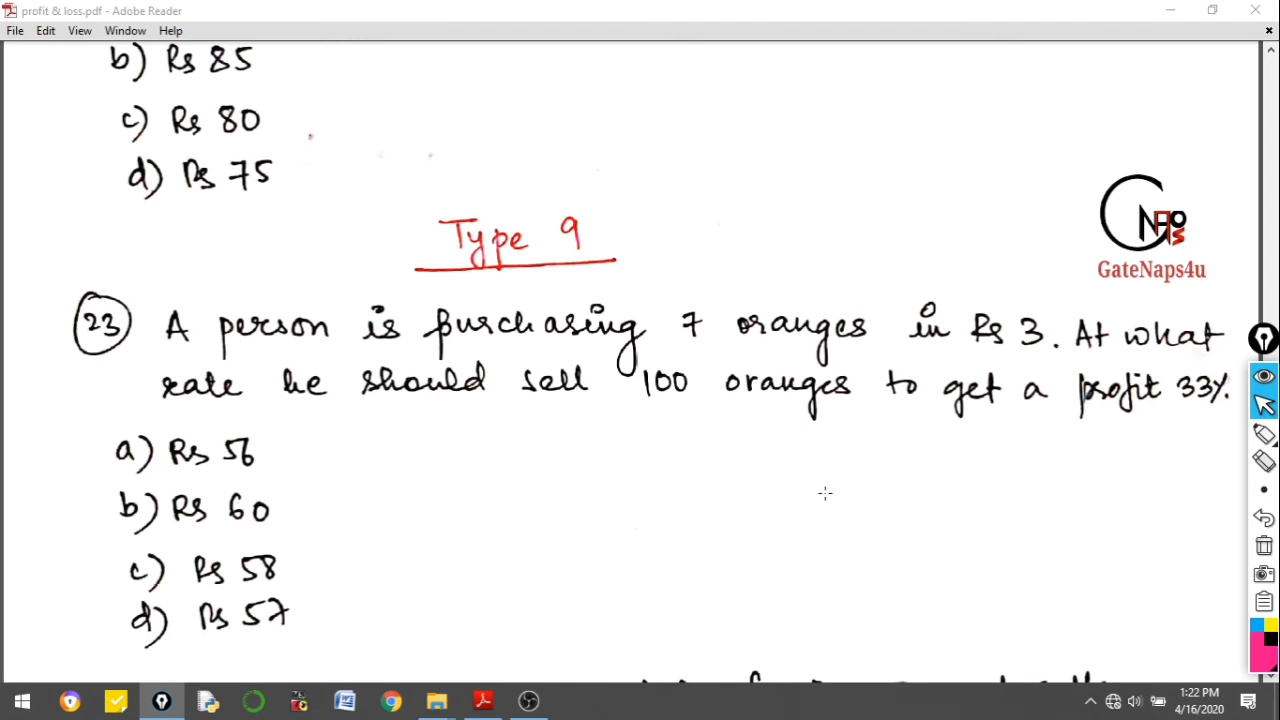 profit & loss.pdf - Adobe Reader
File Edit View Window Help
b) Rs 85
c) Rs 80
d) Rs 75
Type 9
GateNaps4u
23 A person is purchasing 7 oranges in Rs 3. At what
rate he should sell 100 oranges to get a profit 33%.
a) Rs 56
b) Rs 60
c) Rs 58
d) Rs 57
1:22 PM
4/16/2020